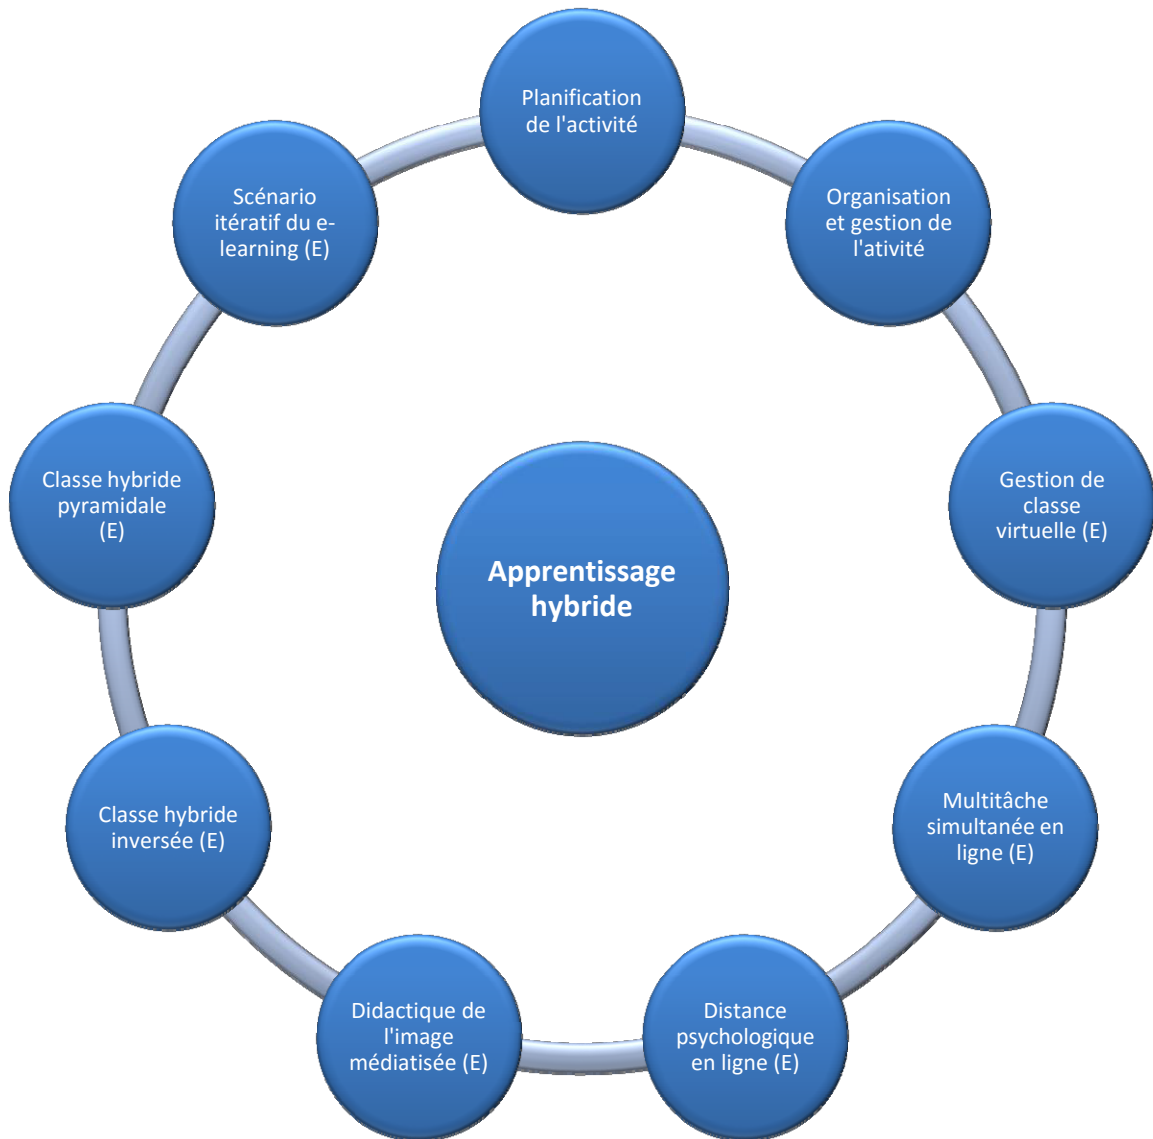 Planification
de l'activité
Organisation
et gestion de
l'ativité
Gestion de
classe
virtuelle (E)
Multitâche
simultanée en
ligne (E)
Distance
psychologique
en ligne (E)
Didactique de
l'image
médiatisée (E)
Classe hybride
inversée (E)
Classe hybride
pyramidale
(E)
Scénario
itératif du e-
learning (E)
Apprentissage
hybride